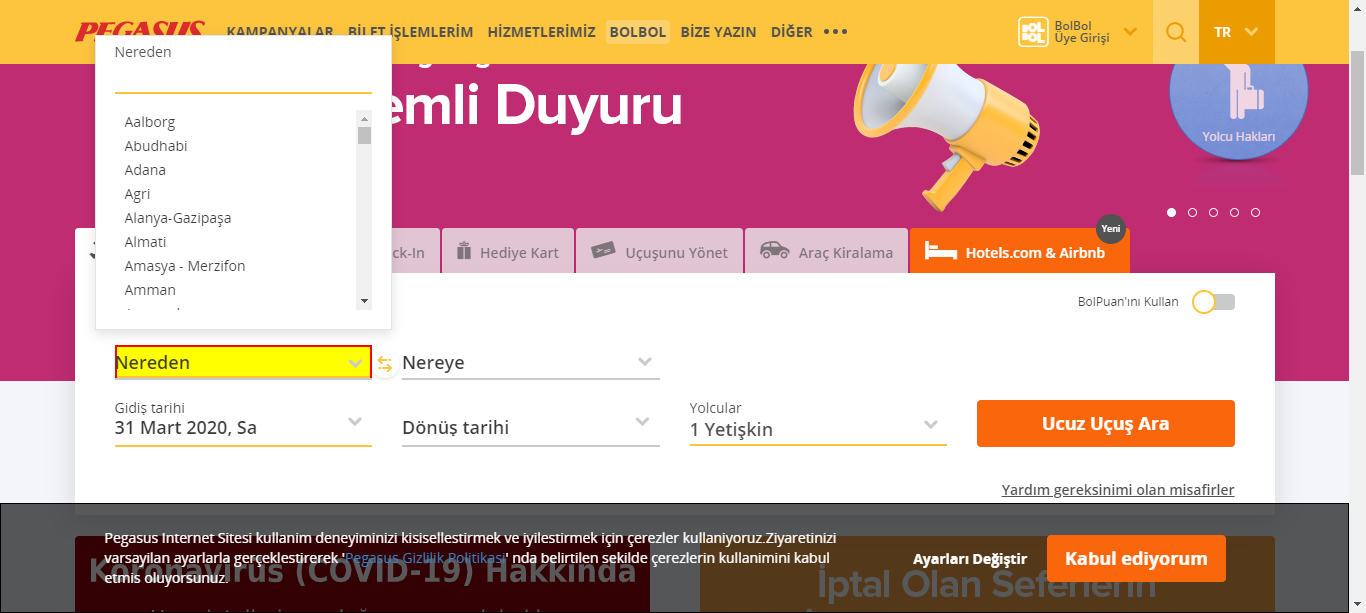 PEGASUS
KAMPANYALAR BİLET İŞLEMLERİM HİZMETLERİMİZ BOLBOL BİZE YAZIN DİĞER
BOL BOL
BolBol
Üye Girişi
TR
Nereden
emli Duyuru
Yolcu Hakları
Aalborg
Abudhabi
Adana
Agri
Alanya-Gazipaşa
Almati
Amasya - Merzifon
Amman
ck-In
Hediye Kart
Uçuşunu Yönet
Araç Kiralama
Hotels.com & Airbnb
Yeni
BolPuan'ını Kullan
Nereden
Nereye
Gidiş tarihi
31 Mart 2020, Sa
Dönüş tarihi
Yolcular
1 Yetişkin
Ucuz Uçuş Ara
Yardım gereksinimi olan misafirler
Pegasus Internet Sitesi kullanim deneyiminizi kisisellestirmek ve iyilestirmek için çerezler kullaniyoruz.Ziyaretinizi
varsayilan ayarlarla gerçeklestirerek 'Pegasus Gizlilik Politikasi' nda belirtilen sekilde çerezlerin kullanimini kabul
etmis oluyorsunuz.
Ayarları Değiştir
Kabul ediyorum
Koronavirüs (COVID-19) Hakkında
İptal Olan Seferlerin